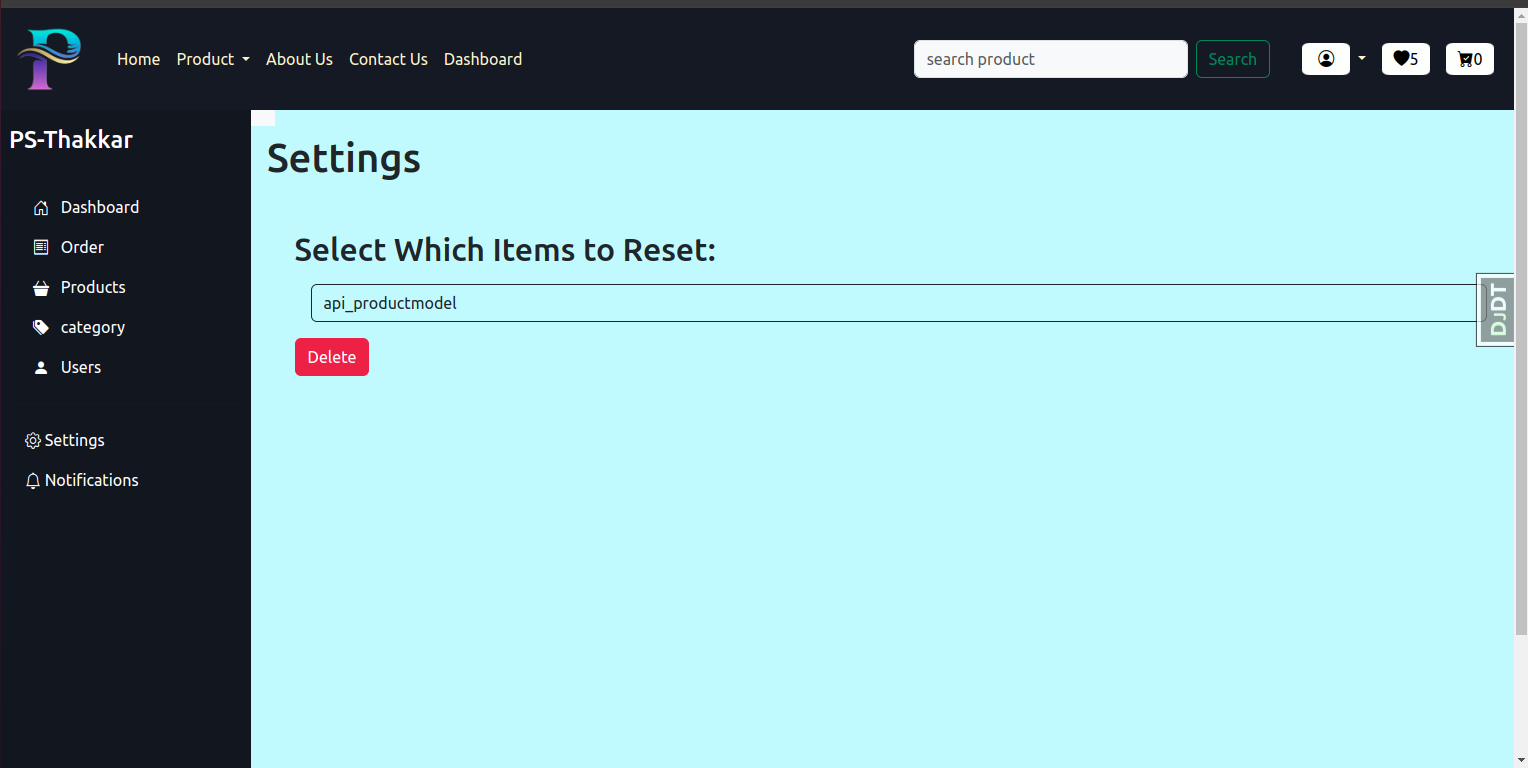 Home Product About Us Contact Us Dashboard search product Search 5 0
PS-Thakkar
Dashboard
Order
Products
category
Users
Settings
Notifications
Settings
Select Which Items to Reset:
api_productmodel
Delete
DJDT